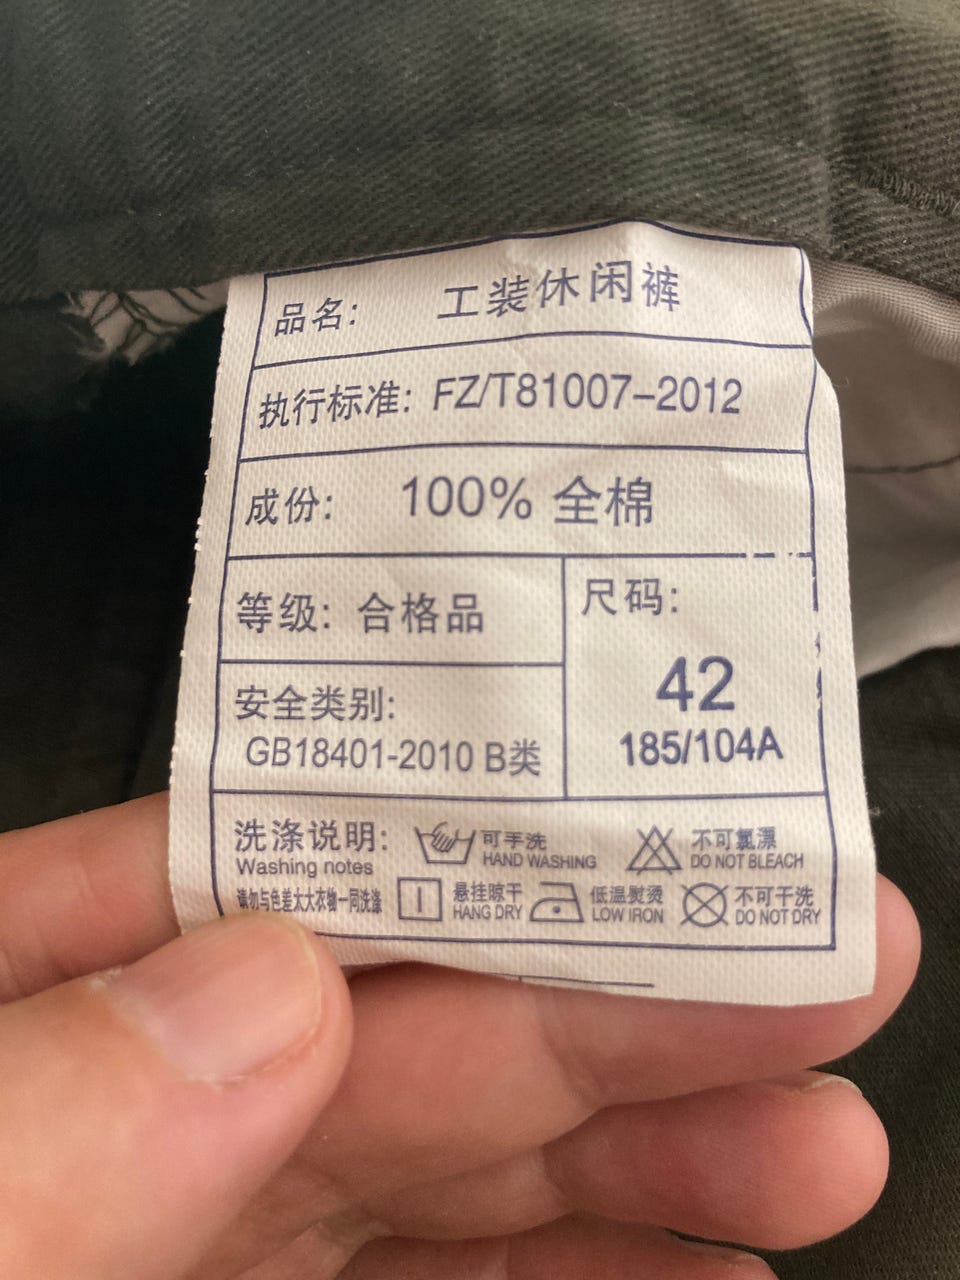 品名: 工装休闲裤
执行标准: FZ/T81007-2012
成份: 100% 全棉
等级: 合格品
尺码:
42
185/104A
安全类别:
GB18401-2010 B类
洗涤说明:
Washing notes
请勿与色差太大衣物一同洗涤
可手洗
HAND WASHING
不可氯漂
DO NOT BLEACH
悬挂晾干
HANG DRY
低温熨烫
LOW IRON
不可干洗
DO NOT DRY